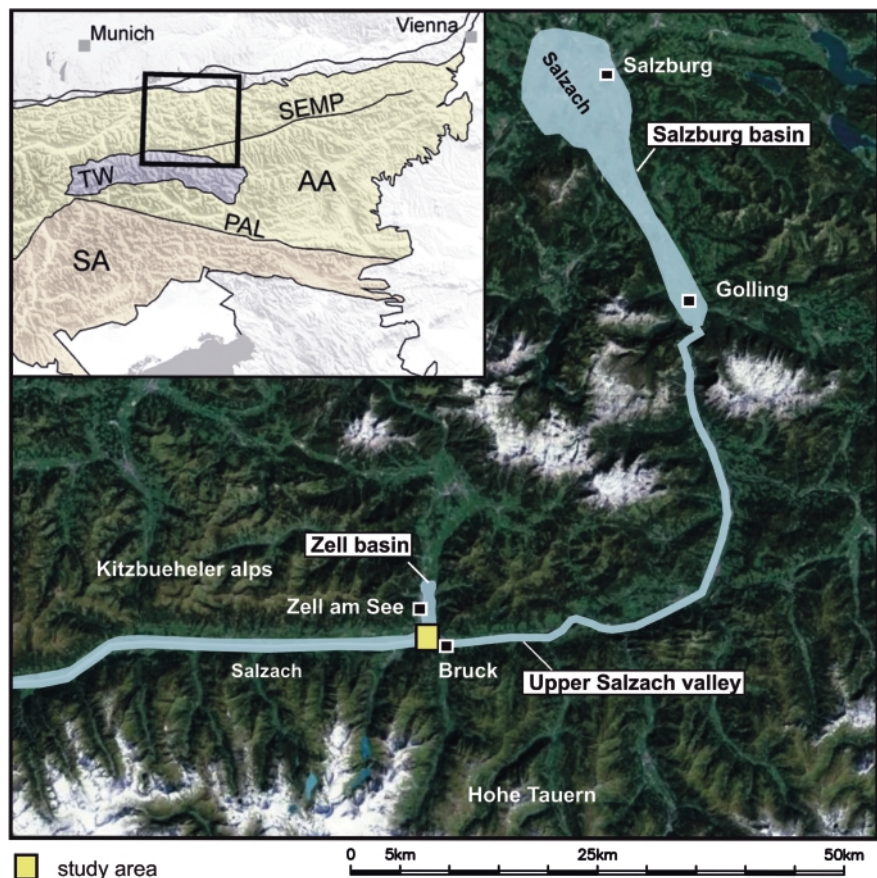 Munich
Vienna
SEMP
TW
AA
PAL
SA
Salzach
Salzburg
Salzburg basin
Golling
Zell basin
Kitzbueheler alps
Zell am See
Salzach
Bruck
Upper Salzach valley
Hohe Tauern
study area
0 5km 25km 50km